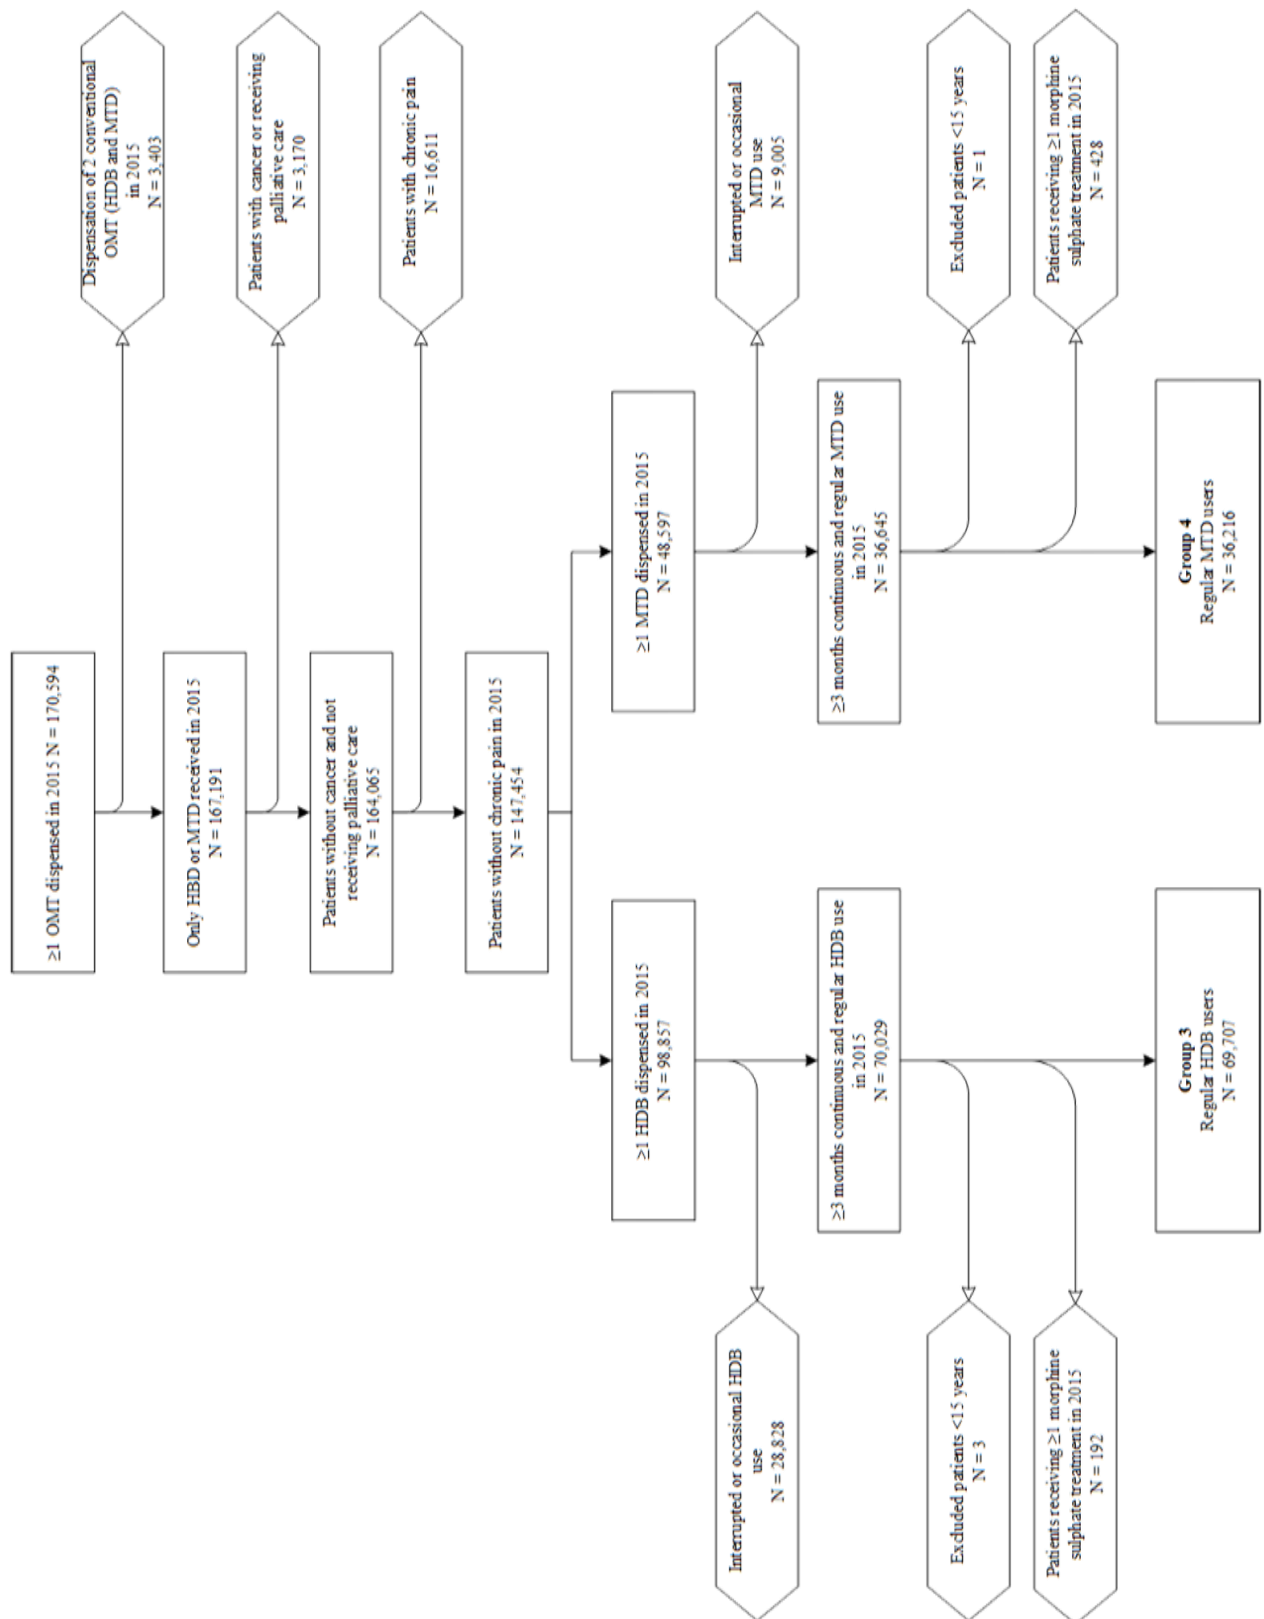 ≥1 OMT dispensed in 2015 N = 170,594
Dispensation of 2 conventional
OMT (HDB and MTD)
in 2015
N = 3,403
Only HBD or MTD received in 2015
N = 167,191
Patients with cancer or receiving
palliative care
N = 3,170
Patients without cancer and not
receiving palliative care
N = 164,065
Patients with chronic pain
N = 16,611
Patients without chronic pain in 2015
N = 147,454
≥1 HDB dispensed in 2015
N = 98,857
≥1 MTD dispensed in 2015
N = 48,597
Interrupted or occasional HDB
use
N = 28,828
Interrupted or occasional
MTD use
N = 9,005
≥3 months continuous and regular HDB use
in 2015
N = 70,029
≥3 months continuous and regular MTD use
in 2015
N = 36,645
Excluded patients <15 years
N = 3
Excluded patients <15 years
N = 1
Patients receiving ≥1 morphine
sulphate treatment in 2015
N = 192
Patients receiving ≥1 morphine
sulphate treatment in 2015
N = 428
Group 3
Regular HDB users
N = 69,707
Group 4
Regular MTD users
N = 36,216